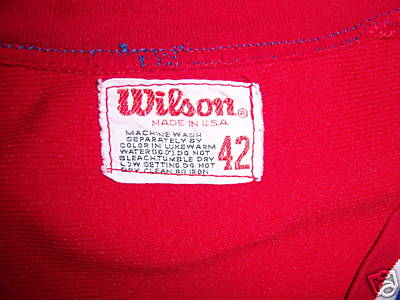 Wilson®
MADE IN U.S.A.
MACHINE WASH
SEPARATELY BY
COLOR IN LUKEWARM
WATER(80°).DO NOT
BLEACH.TUMBLE DRY
LOW SETTING.DO NOT
DRY CLEAN OR IRON
42